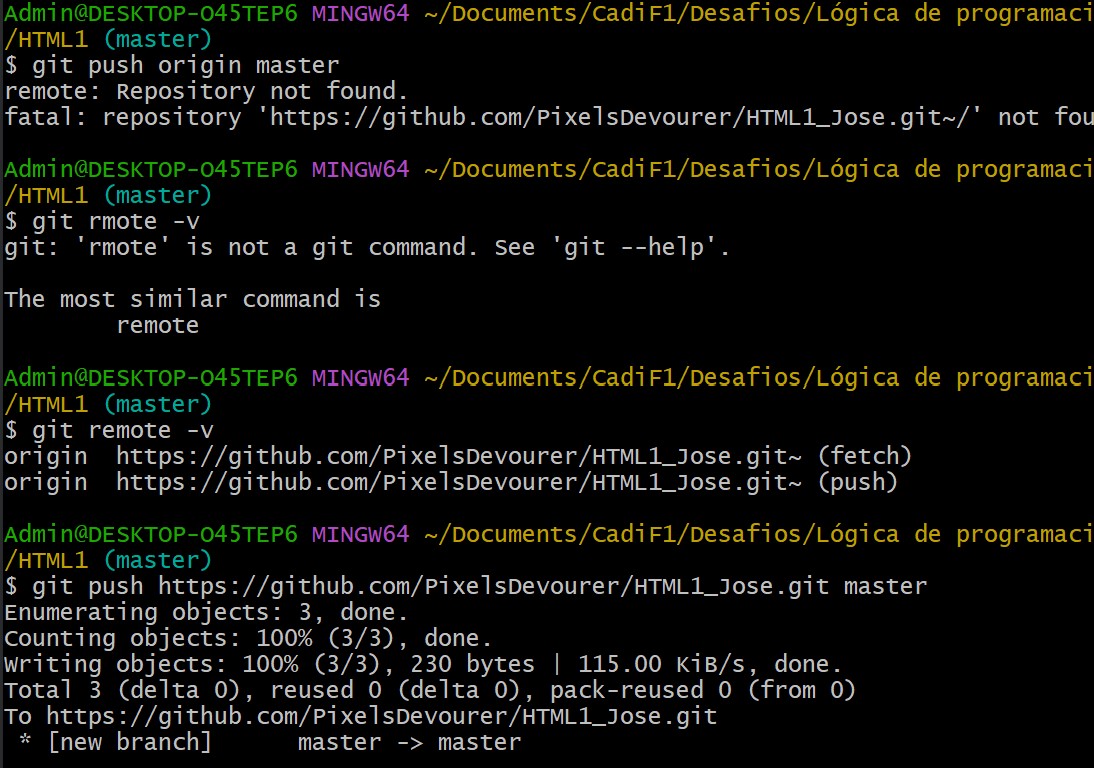 Admin@DESKTOP-O45TEP6 MINGW64 ~/Documents/CadiF1/Desafios/Lógica de programaci
/HTML1 (master)
$ git push origin master
remote: Repository not found.
fatal: repository 'https://github.com/PixelsDevourer/HTML1_Jose.git~/' not fou
Admin@DESKTOP-O45TEP6 MINGW64 ~/Documents/CadiF1/Desafios/Lógica de programaci
/HTML1 (master)
$ git rmote -v
git: 'rmote' is not a git command. See 'git --help'.
The most similar command is
remote
Admin@DESKTOP-O45TEP6 MINGW64 ~/Documents/CadiF1/Desafios/Lógica de programaci
/HTML1 (master)
$ git remote -v
origin  https://github.com/PixelsDevourer/HTML1_Jose.git~ (fetch)
origin  https://github.com/PixelsDevourer/HTML1_Jose.git~ (push)
Admin@DESKTOP-O45TEP6 MINGW64 ~/Documents/CadiF1/Desafios/Lógica de programaci
/HTML1 (master)
$ git push https://github.com/PixelsDevourer/HTML1_Jose.git master
Enumerating objects: 3, done.
Counting objects: 100% (3/3), done.
Writing objects: 100% (3/3), 230 bytes | 115.00 KiB/s, done.
Total 3 (delta 0), reused 0 (delta 0), pack-reused 0 (from 0)
To https://github.com/PixelsDevourer/HTML1_Jose.git
* [new branch]      master -> master